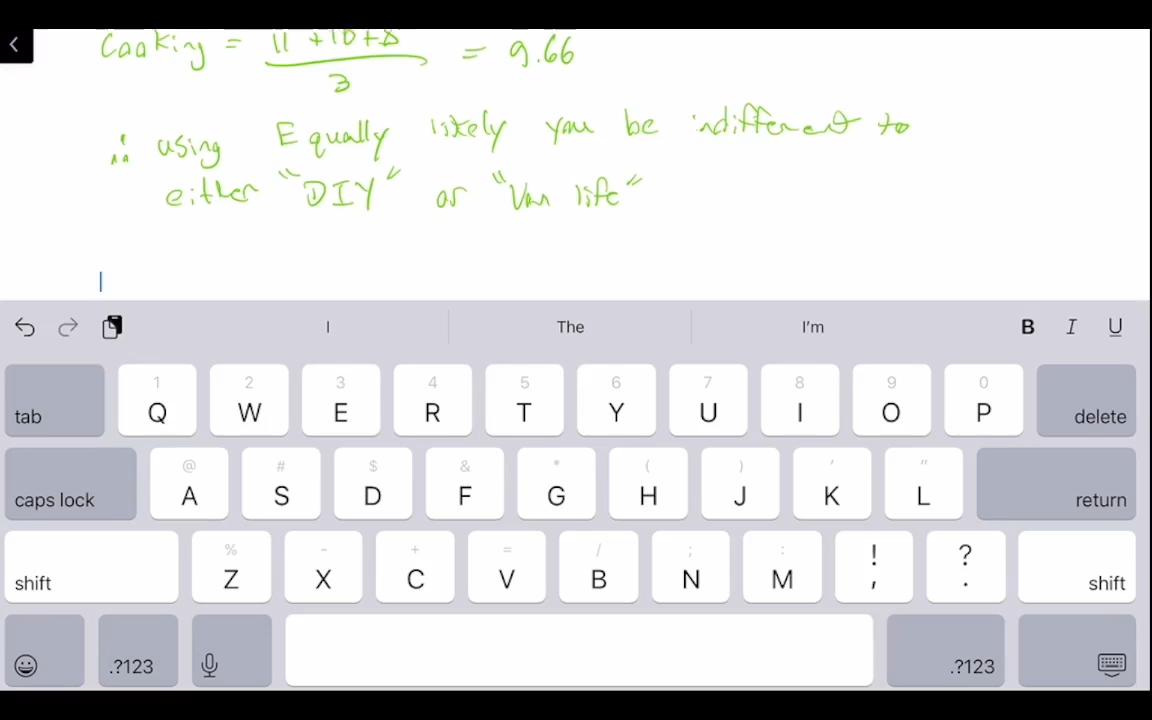 Cooking = 11 + 10 + 8 / 3 = 9.66
∴ using Equally likely you be indifferent to
either "DIY" or "Van life"
I The I'm B I U
1 2 3 4 5 6 7 8 9 0
tab Q W E R T Y U I O P delete
@ # $ & * ( ) ' "
caps lock A S D F G H J K L return
% - + = / ; : ! ?
shift Z X C V B N M , . shift
.?123 .?123